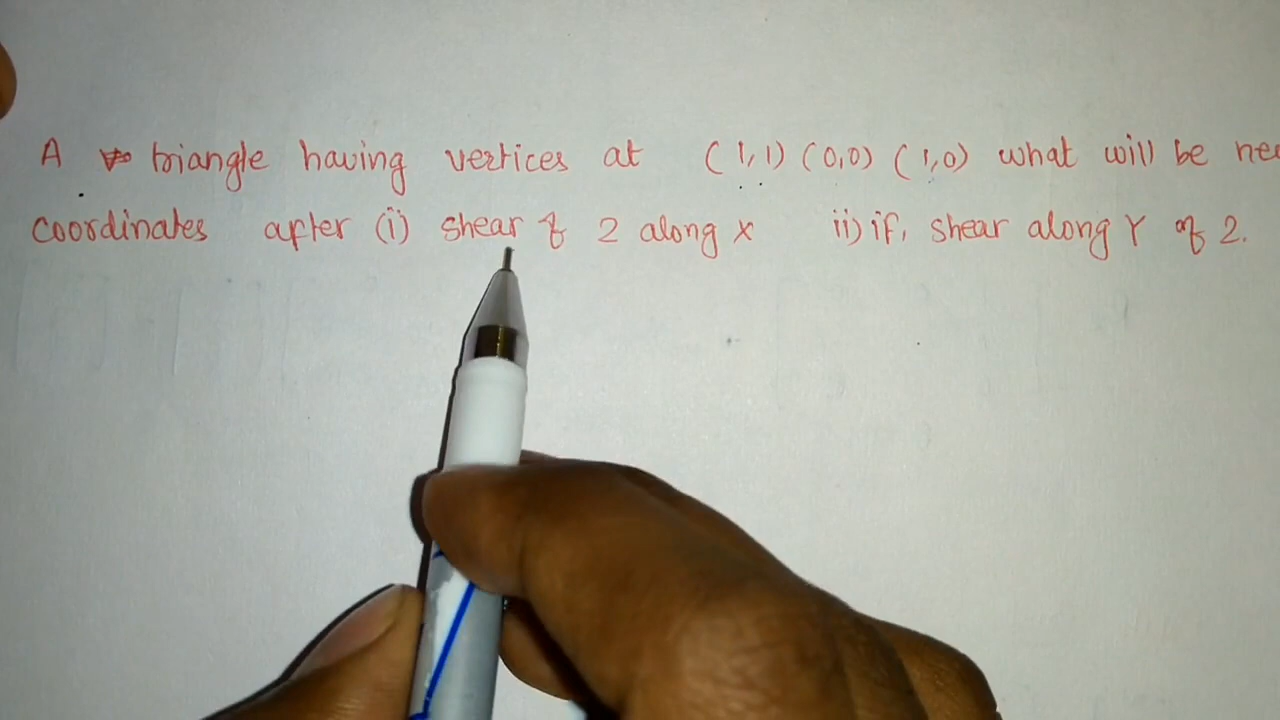 A triangle having vertices at (1,1) (0,0) (1,0) what will be
coordinates after (i) shear of 2 along X ii) if, shear along Y of 2.